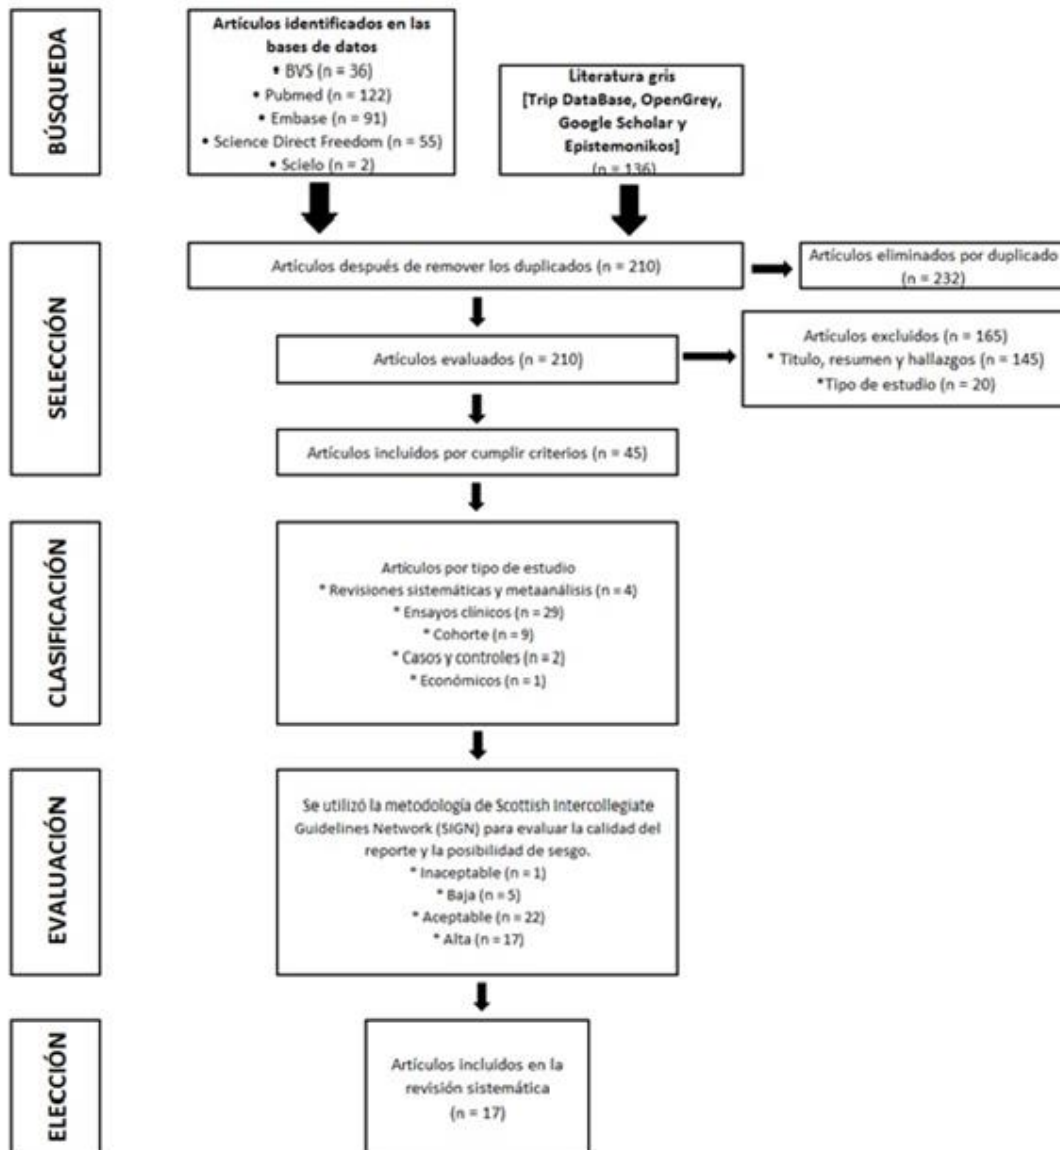 BÚSQUEDA
Artículos identificados en las
bases de datos
• BVS (n = 36)
• Pubmed (n = 122)
• Embase (n = 91)
• Science Direct Freedom (n = 55)
• Scielo (n = 2)
Literatura gris
[Trip DataBase, OpenGrey,
Google Scholar y
Epistemonikos]
(n = 136)
SELECCIÓN
Artículos después de remover los duplicados (n = 210)
Artículos eliminados por duplicado
(n = 232)
Artículos evaluados (n = 210)
Artículos excluidos (n = 165)
* Titulo, resumen y hallazgos (n = 145)
*Tipo de estudio (n = 20)
Artículos incluidos por cumplir criterios (n = 45)
CLASIFICACIÓN
Artículos por tipo de estudio
* Revisiones sistemáticas y metaanálisis (n = 4)
* Ensayos clínicos (n = 29)
* Cohorte (n = 9)
* Casos y controles (n = 2)
* Económicos (n = 1)
EVALUACIÓN
Se utilizó la metodología de Scottish Intercollegiate
Guidelines Network (SIGN) para evaluar la calidad del
reporte y la posibilidad de sesgo.
* Inaceptable (n = 1)
* Baja (n = 5)
* Aceptable (n = 22)
* Alta (n = 17)
ELECCIÓN
Artículos incluidos en la
revisión sistemática
(n = 17)